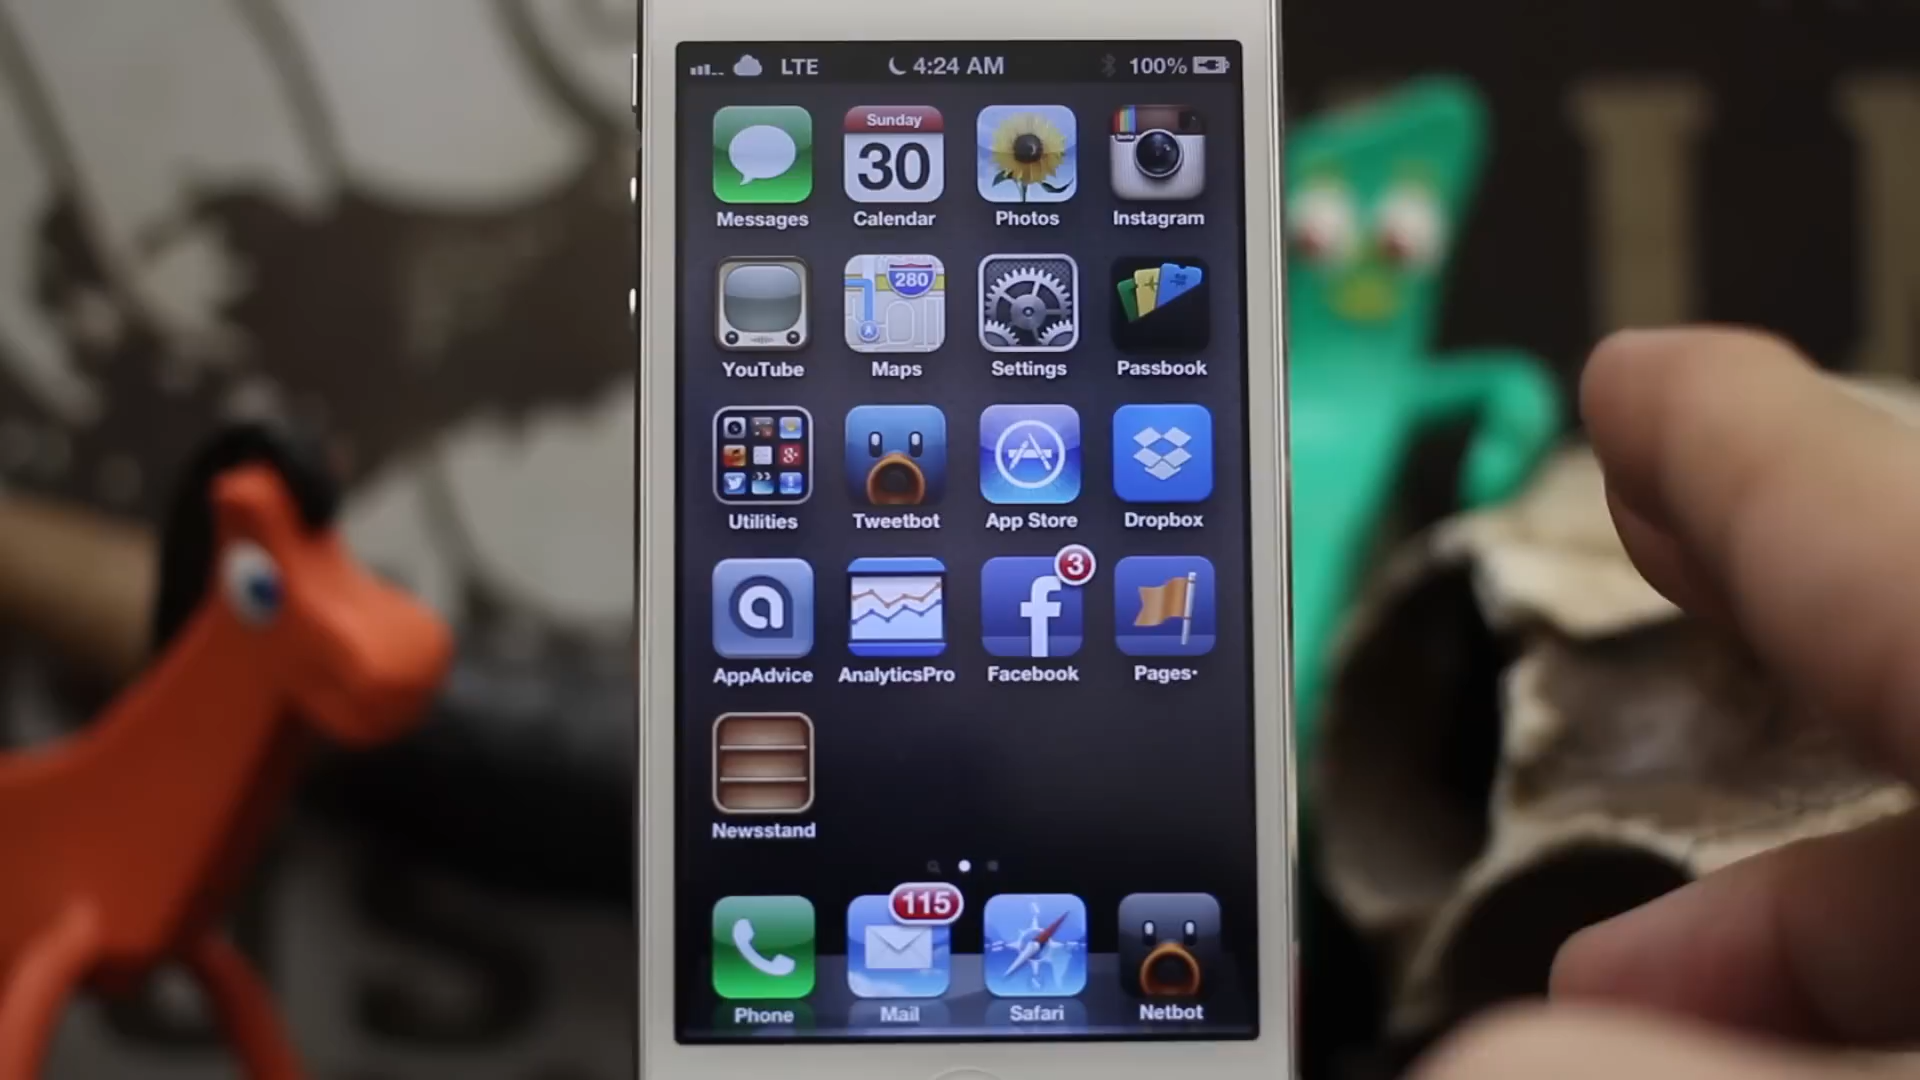 LTE 4:24 AM 100%
Sunday
30
Messages Calendar Photos Instagram
280
YouTube Maps Settings Passbook
Utilities Tweetbot App Store Dropbox
3
AppAdvice AnalyticsPro Facebook Pages
Newsstand
115
Phone Mail Safari Netbot